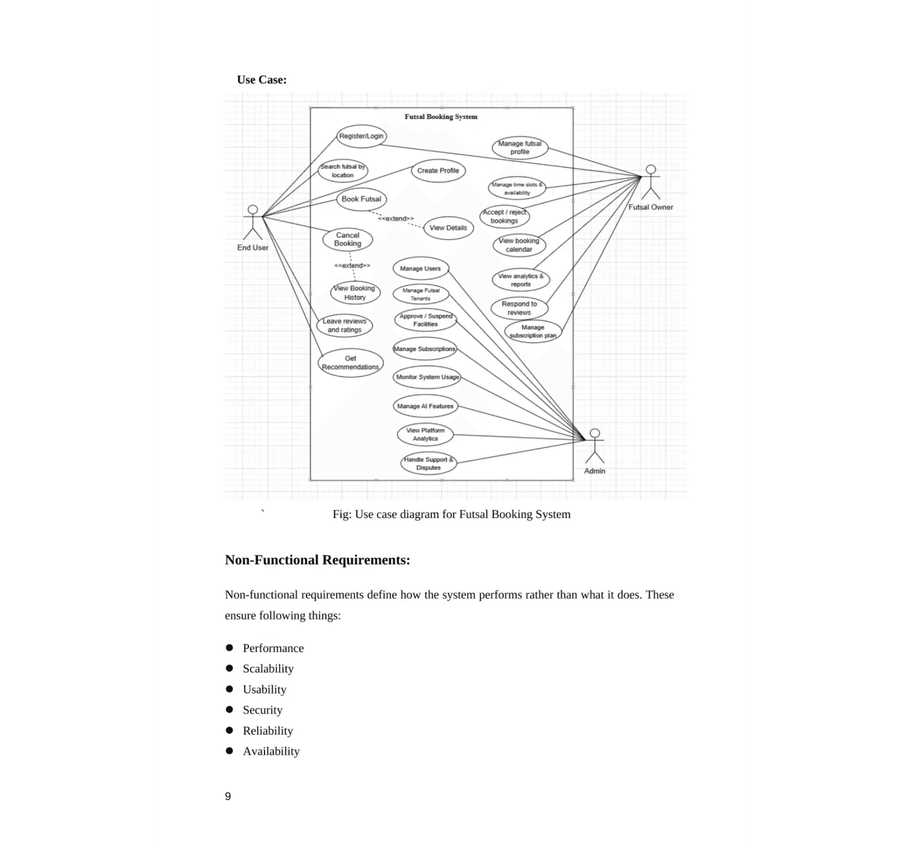 Use Case:
Futsal Booking System
Register/Login
Manage futsal
profile
Search futsal by
location
Create Profile
Manage time slots &
availability
Book Futsal
Accept / reject
bookings
<<extend>>
View Details
Futsal Owner
Cancel
Booking
End User
View booking
calendar
<<extend>>
Manage Users
View analytics &
reports
View Booking
History
Manage Futsal
Tenants
Respond to
reviews
Leave reviews
and ratings
Approve / Suspend
Facilities
Manage
subscription plan
Manage Subscriptions
Get
Recommendations
Monitor System Usage
Manage AI Features
View Platform
Analytics
Handle Support &
Disputes
Admin
` Fig: Use case diagram for Futsal Booking System
Non-Functional Requirements:
Non-functional requirements define how the system performs rather than what it does. These
ensure following things:
● Performance
● Scalability
● Usability
● Security
● Reliability
● Availability
9